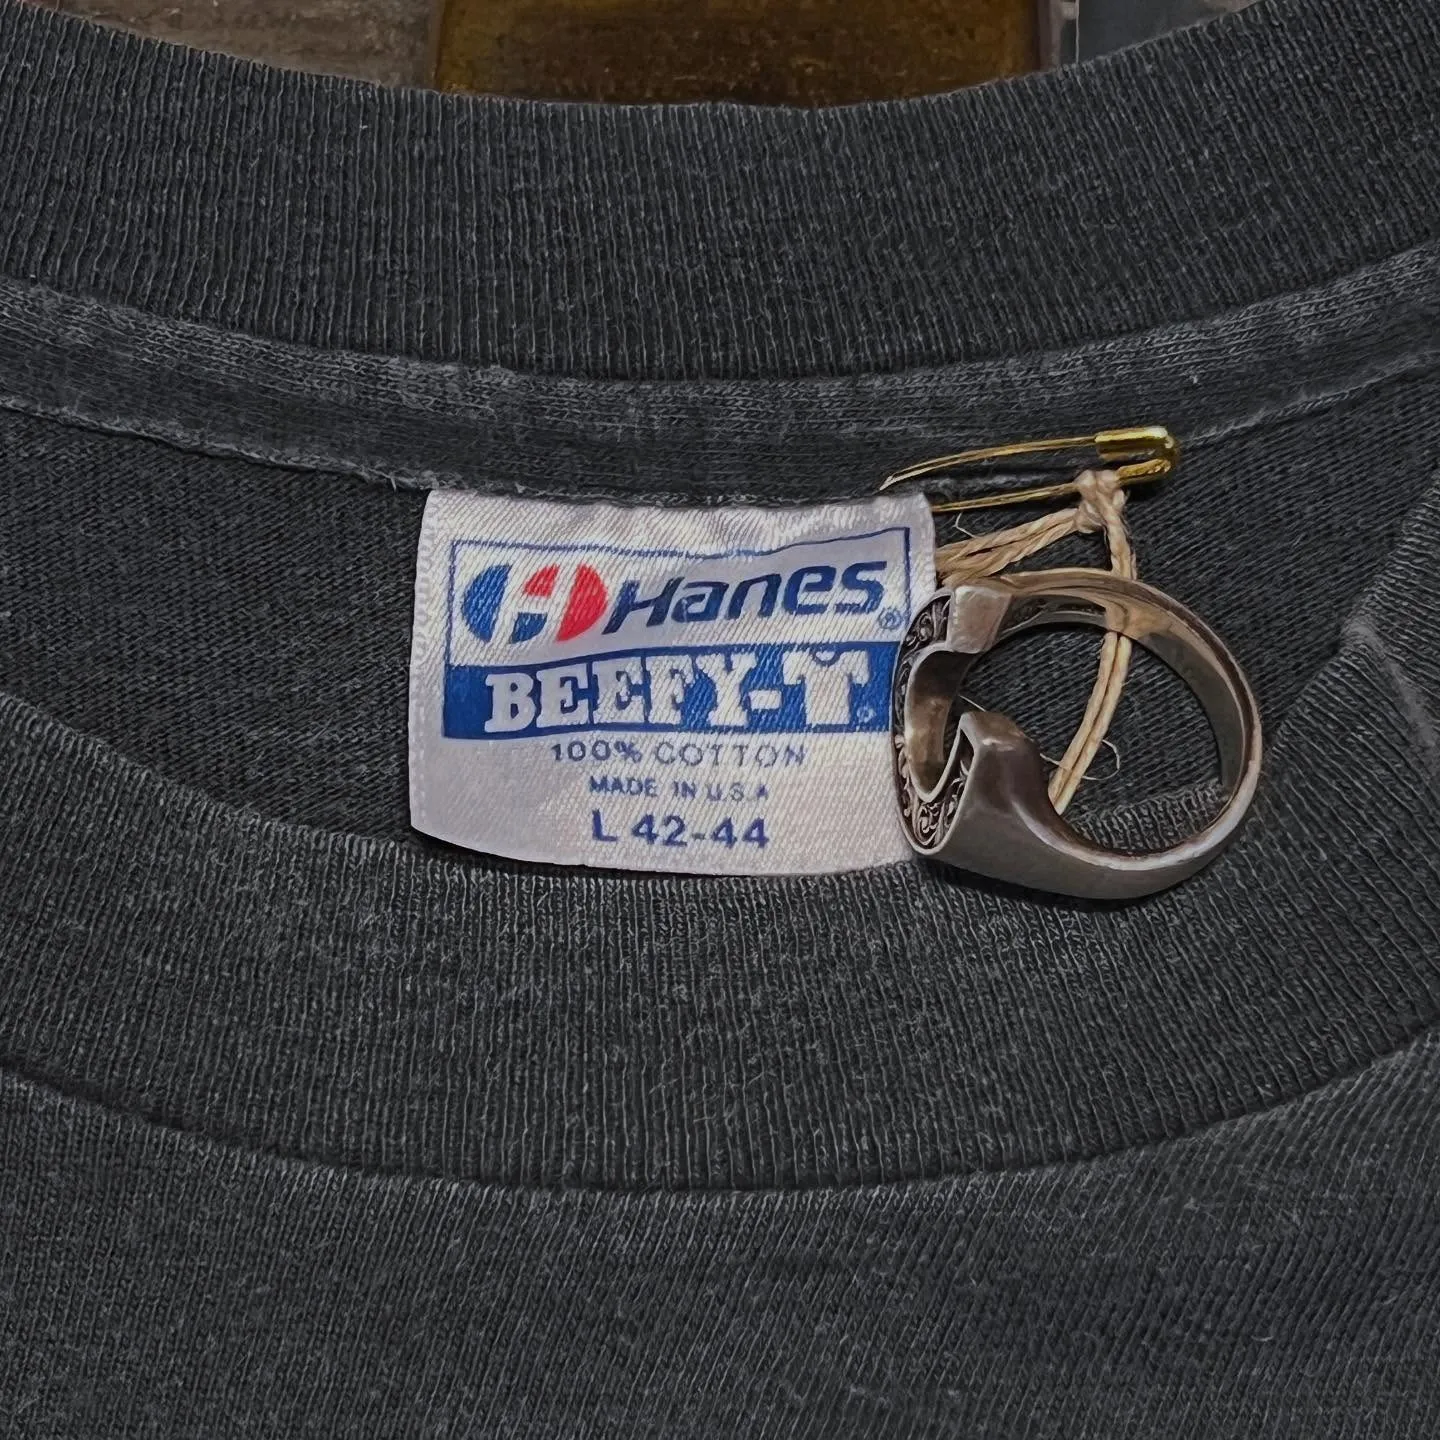 Hanes®
BEEFY-T®
100% COTTON
MADE IN U.S.A
L 42-44